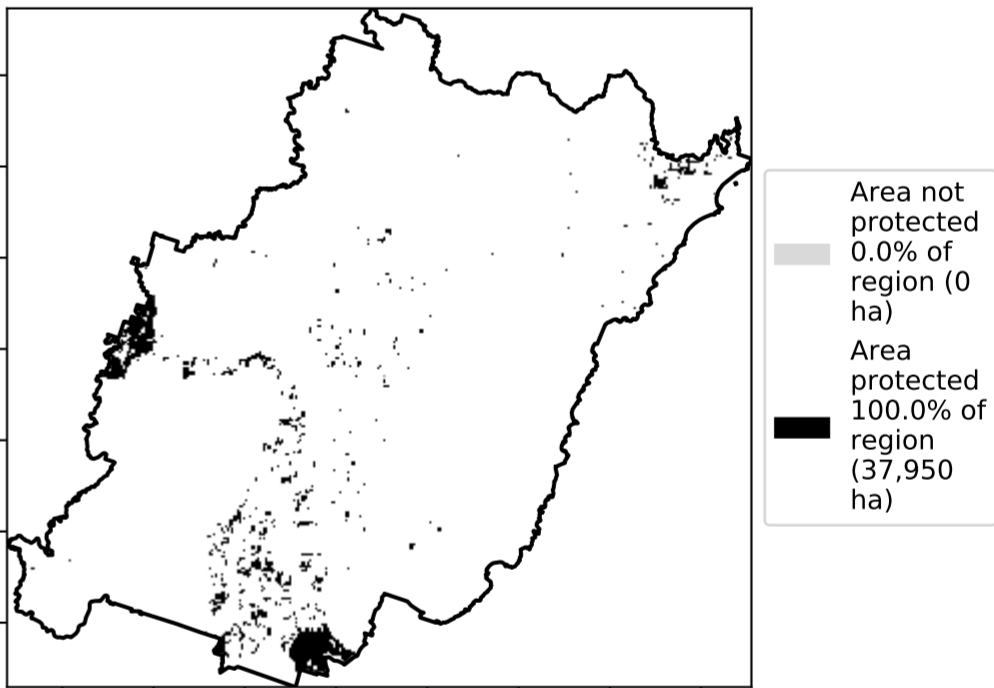 Area not
protected
0.0% of
region (0
ha)
Area
protected
100.0% of
region
(37,950
ha)